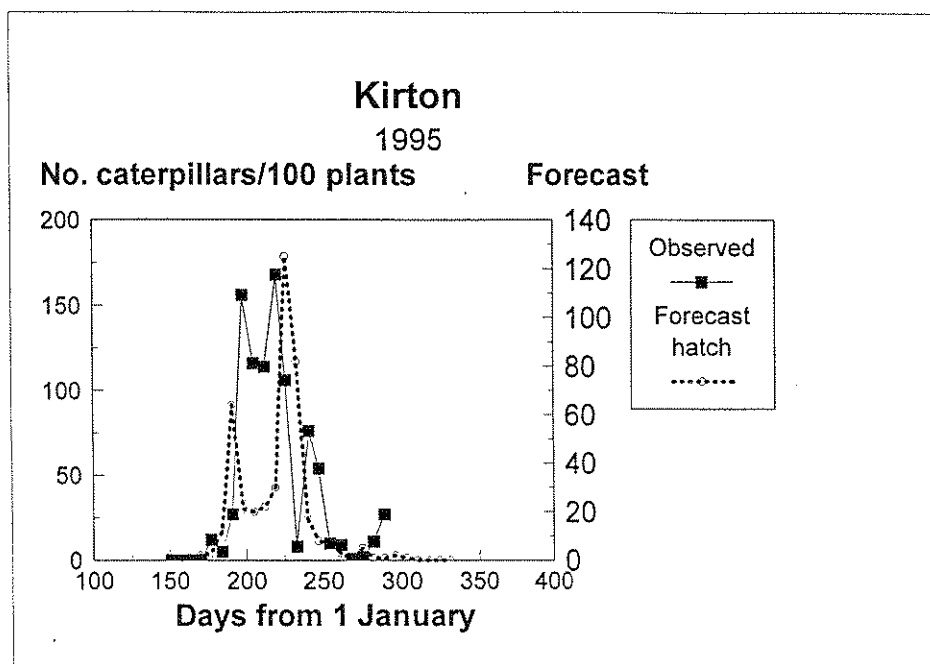 Kirton
1995
No. caterpillars/100 plants Forecast
200
150
100
50
0
140
120
100
80
60
40
20
0
100 150 200 250 300 350 400
Days from 1 January
Observed
Forecast
hatch